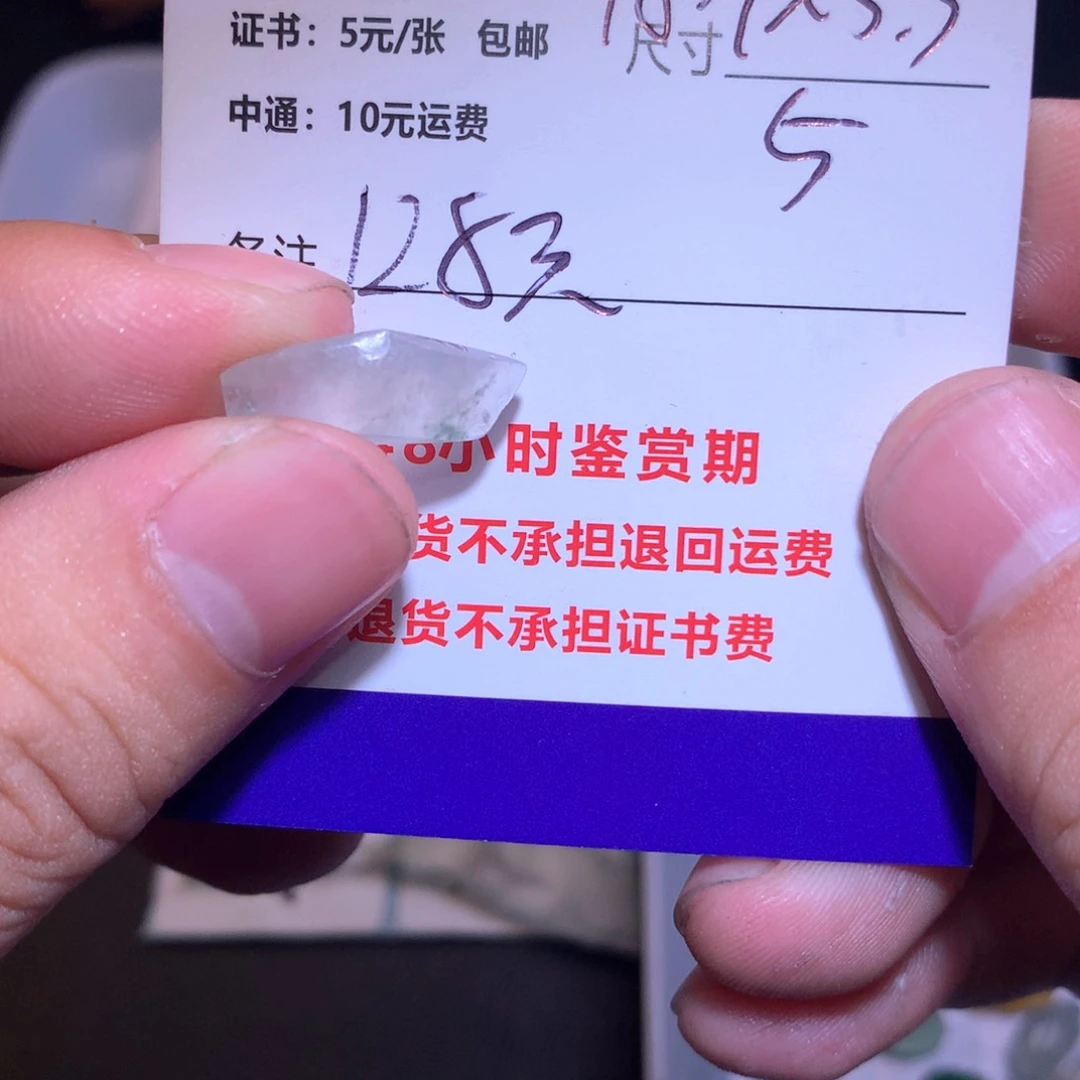 证书：5元/张 包邮
尺寸
中通：10元运费
5
备注 1283
8小时鉴赏期
货不承担退回运费
退货不承担证书费